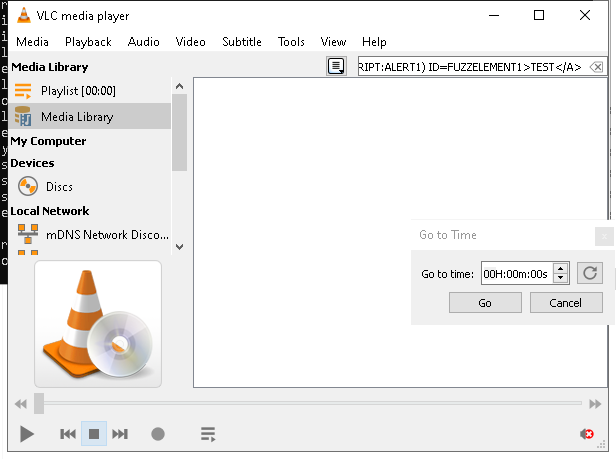 VLC media player
Media Playback Audio Video Subtitle Tools View Help
Media Library
RIPT:ALERT1) ID=FUZZELEMENT1>TEST</A>
Playlist [00:00]
Media Library
My Computer
Devices
Discs
Local Network
mDNS Network Disco...
Go to Time
Go to time: 00H:00m:00s
Go Cancel